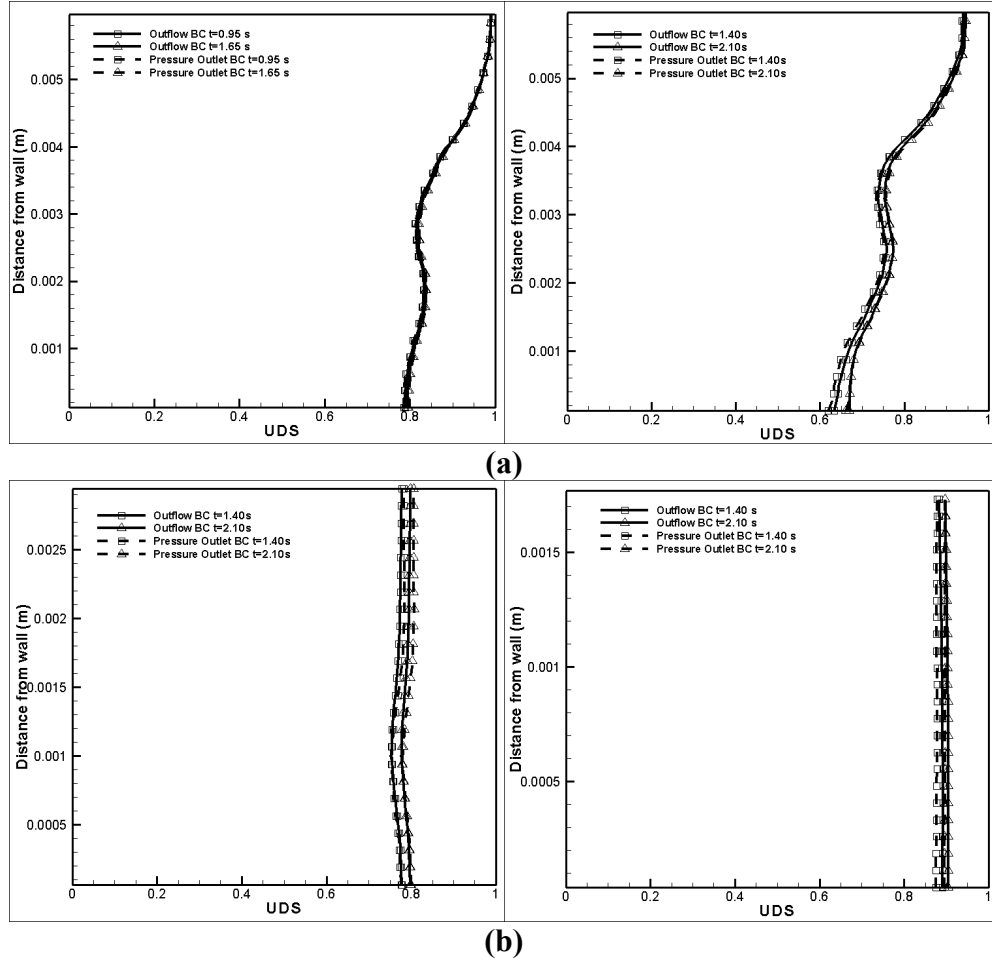 Outflow BC t=0.95 s
Outflow BC t=1.65 s
Pressure Outlet BC t=0.95 s
Pressure Outlet BC t=1.65 s
Distance from wall (m)
0.005
0.004
0.003
0.002
0.001
0 0.2 0.4 0.6 0.8 1
UDS
Outflow BC t=1.40s
Outflow BC t=2.10s
Pressure Outlet BC t=1.40s
Pressure Outlet BC t=2.10s
Distance from wall (m)
0.005
0.004
0.003
0.002
0.001
0 0.2 0.4 0.6 0.8 1
UDS
(a)
Outflow BC t=1.40s
Outflow BC t=2.10s
Pressure Outlet BC t=1.40s
Pressure Outlet BC t=2.10s
Distance from wall (m)
0.0025
0.002
0.0015
0.001
0.0005
0 0.2 0.4 0.6 0.8 1
UDS
Outflow BC t=1.40 s
Outflow BC t=2.10 s
Pressure Outlet BC t=1.40 s
Pressure Outlet BC t=2.10 s
Distance from wall (m)
0.0015
0.001
0.0005
0 0.2 0.4 0.6 0.8 1
UDS
(b)